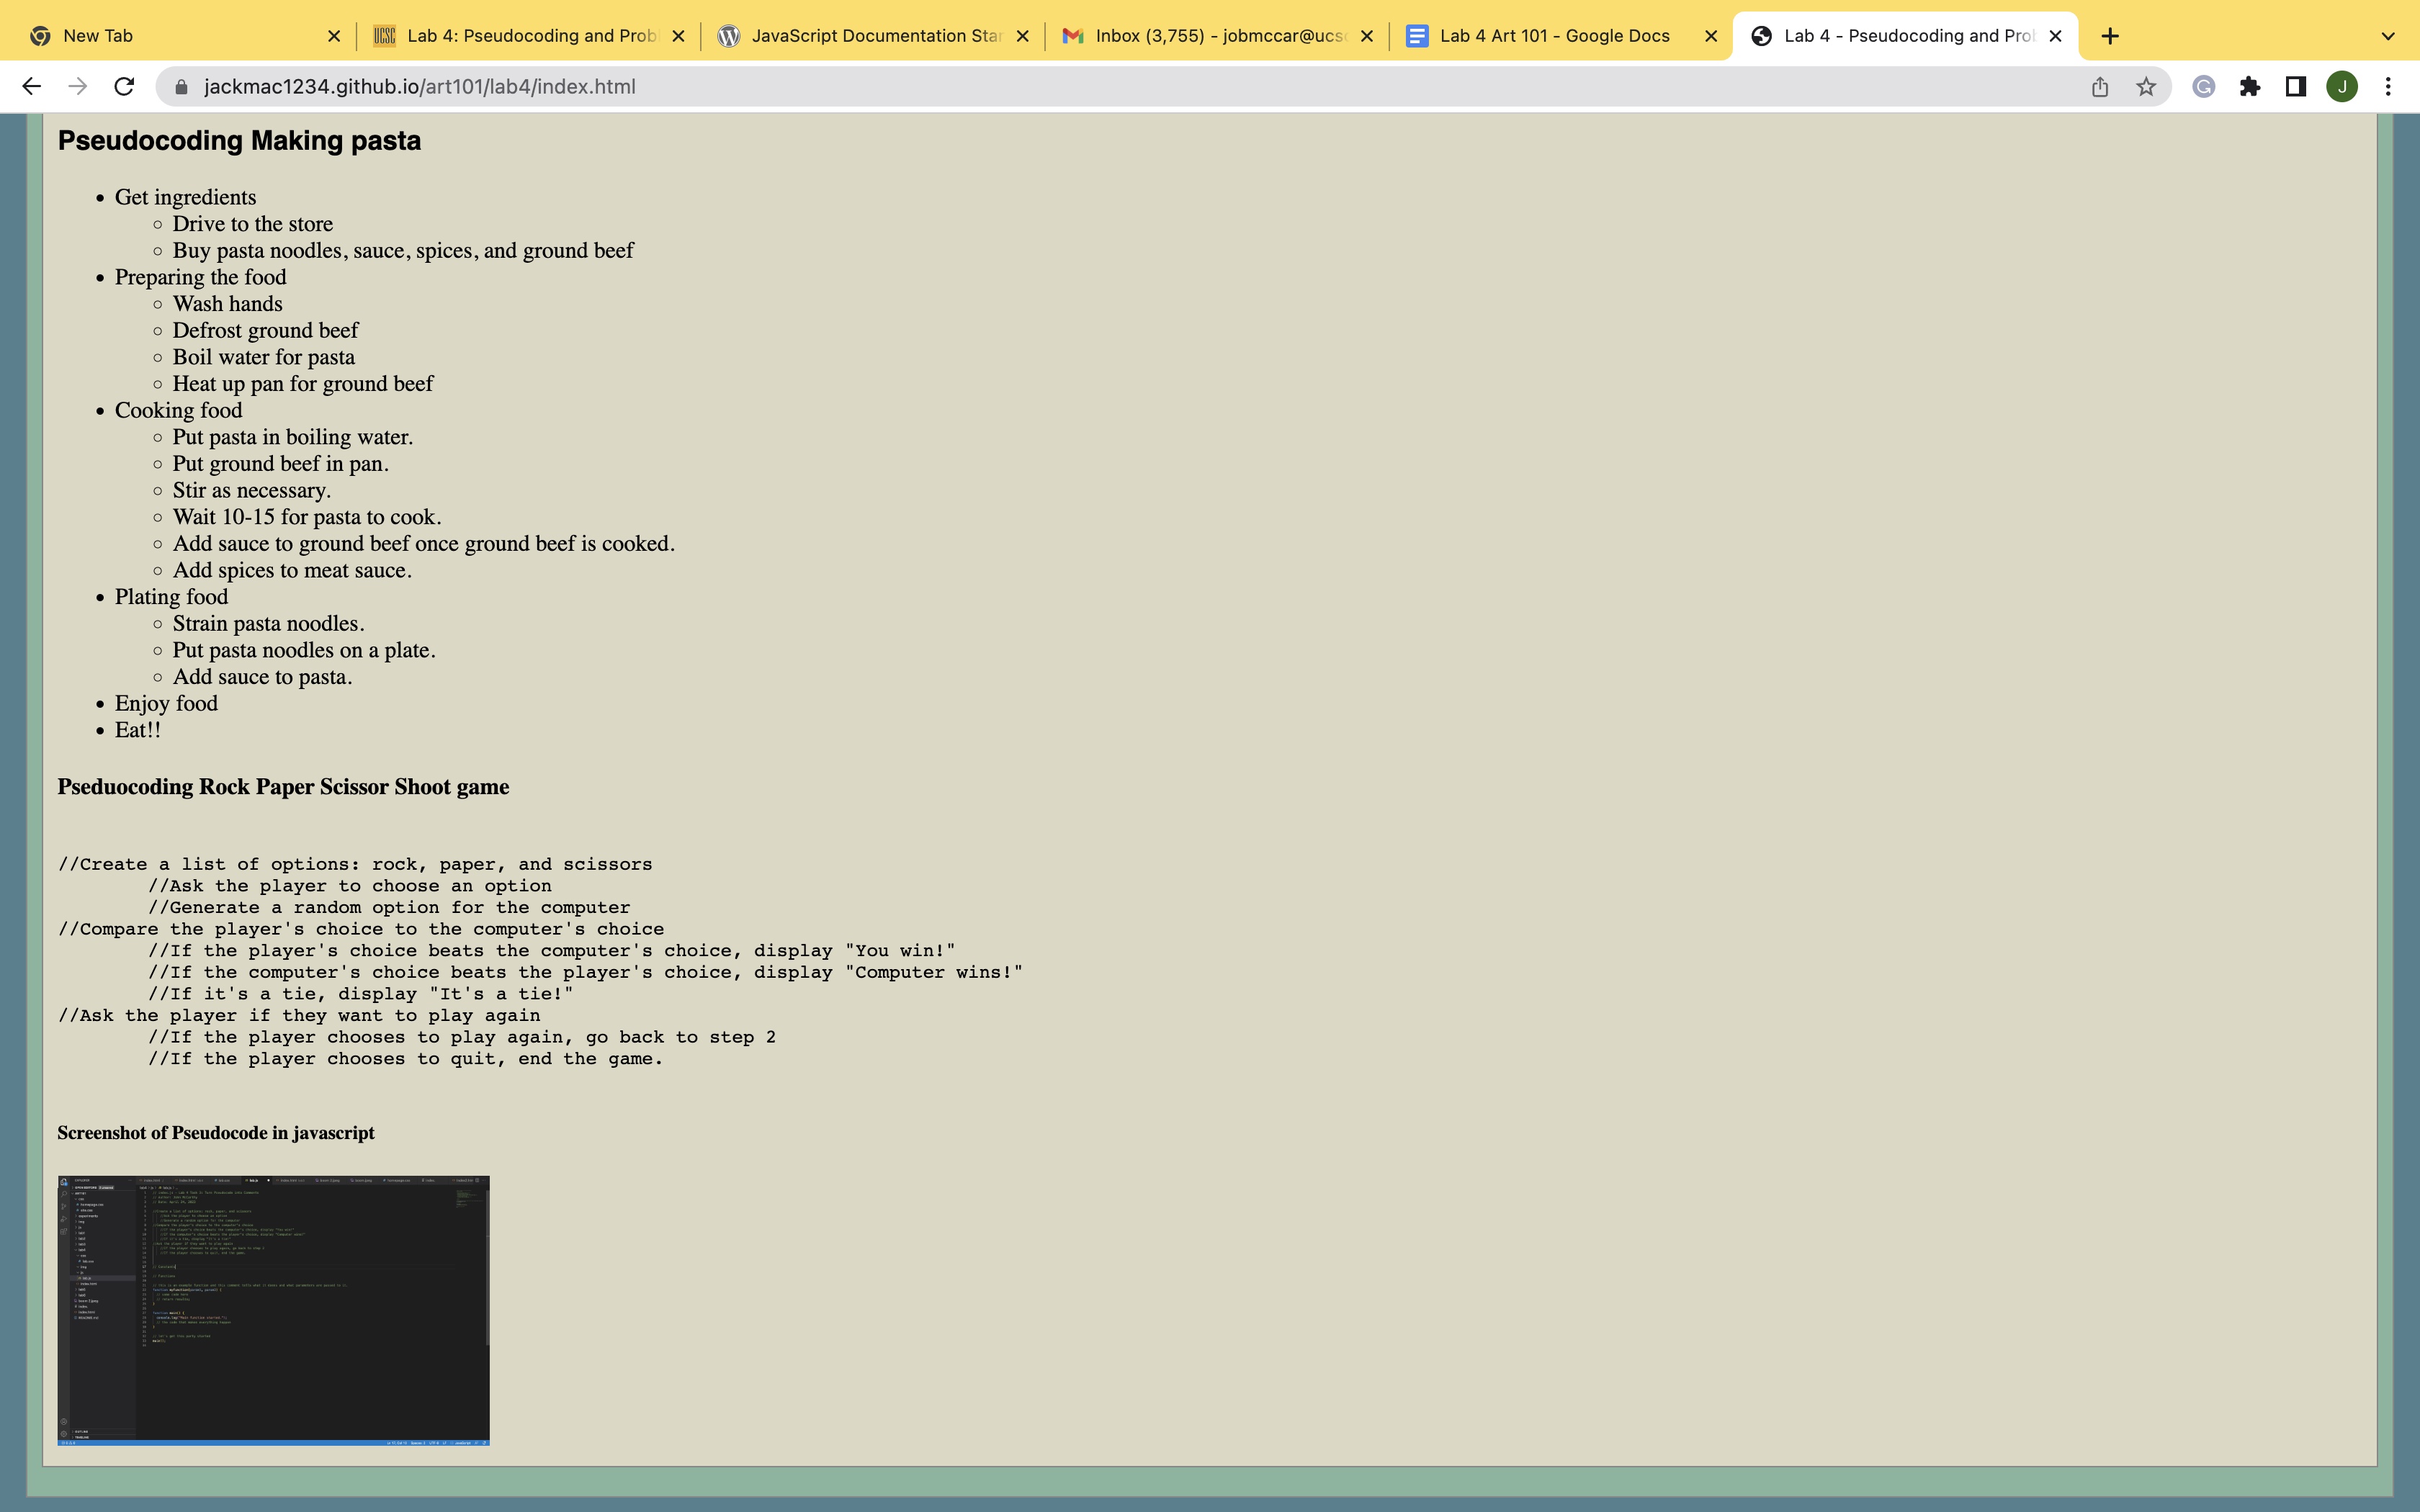 New Tab
Lab 4: Pseudocoding and Prob
JavaScript Documentation Star
Inbox (3,755) - jobmccar@ucs
Lab 4 Art 101 - Google Docs
Lab 4 - Pseudocoding and Prob
jackmac1234.github.io/art101/lab4/index.html
J
Pseudocoding Making pasta
• Get ingredients
◦ Drive to the store
◦ Buy pasta noodles, sauce, spices, and ground beef
• Preparing the food
◦ Wash hands
◦ Defrost ground beef
◦ Boil water for pasta
◦ Heat up pan for ground beef
• Cooking food
◦ Put pasta in boiling water.
◦ Put ground beef in pan.
◦ Stir as necessary.
◦ Wait 10-15 for pasta to cook.
◦ Add sauce to ground beef once ground beef is cooked.
◦ Add spices to meat sauce.
• Plating food
◦ Strain pasta noodles.
◦ Put pasta noodles on a plate.
◦ Add sauce to pasta.
• Enjoy food
• Eat!!
Pseduocoding Rock Paper Scissor Shoot game
//Create a list of options: rock, paper, and scissors
//Ask the player to choose an option
//Generate a random option for the computer
//Compare the player's choice to the computer's choice
//If the player's choice beats the computer's choice, display "You win!"
//If the computer's choice beats the player's choice, display "Computer wins!"
//If it's a tie, display "It's a tie!"
//Ask the player if they want to play again
//If the player chooses to play again, go back to step 2
//If the player chooses to quit, end the game.
Screenshot of Pseudocode in javascript